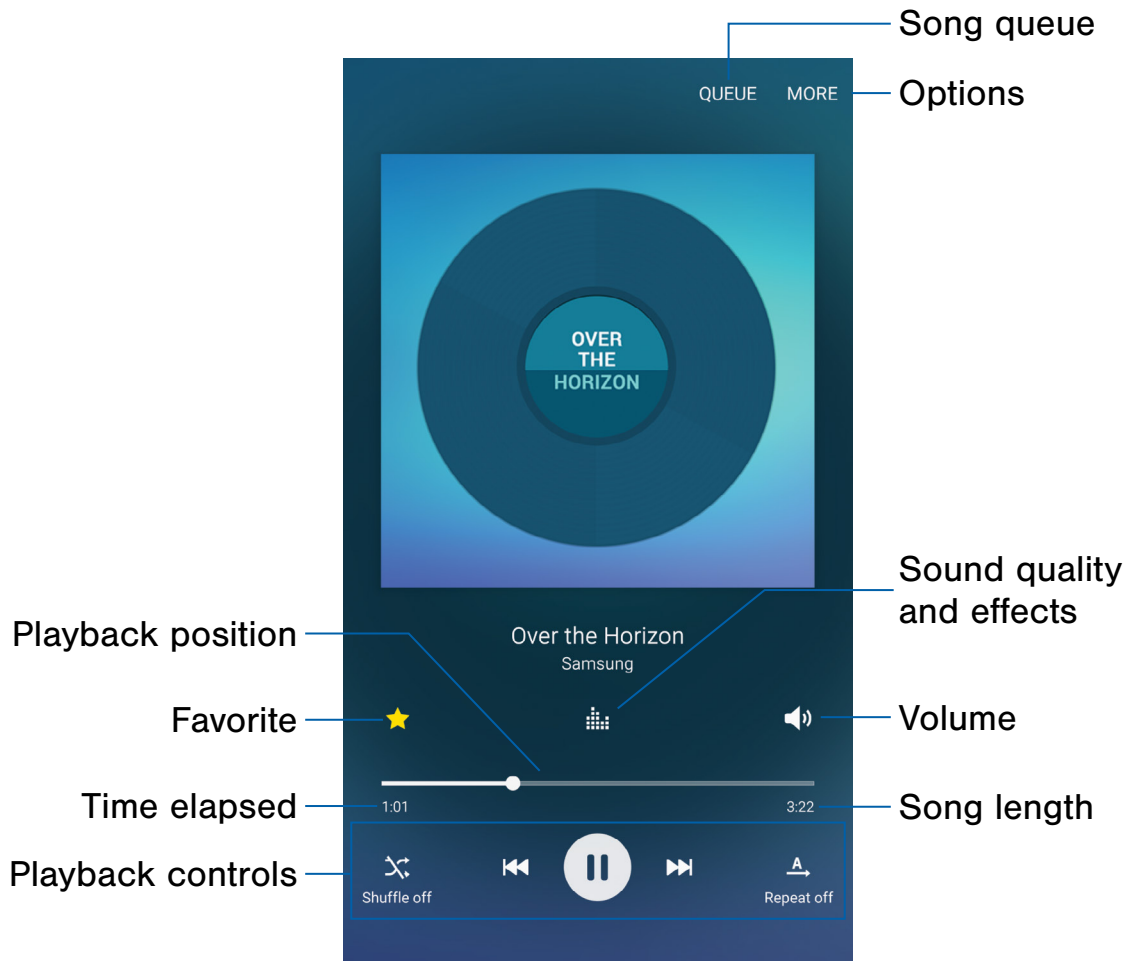 Song queue
QUEUE MORE
Options
OVER
THE
HORIZON
Sound quality
and effects
Playback position
Over the Horizon
Samsung
Favorite
Volume
Time elapsed
1:01
3:22
Song length
Playback controls
Shuffle off
A
Repeat off